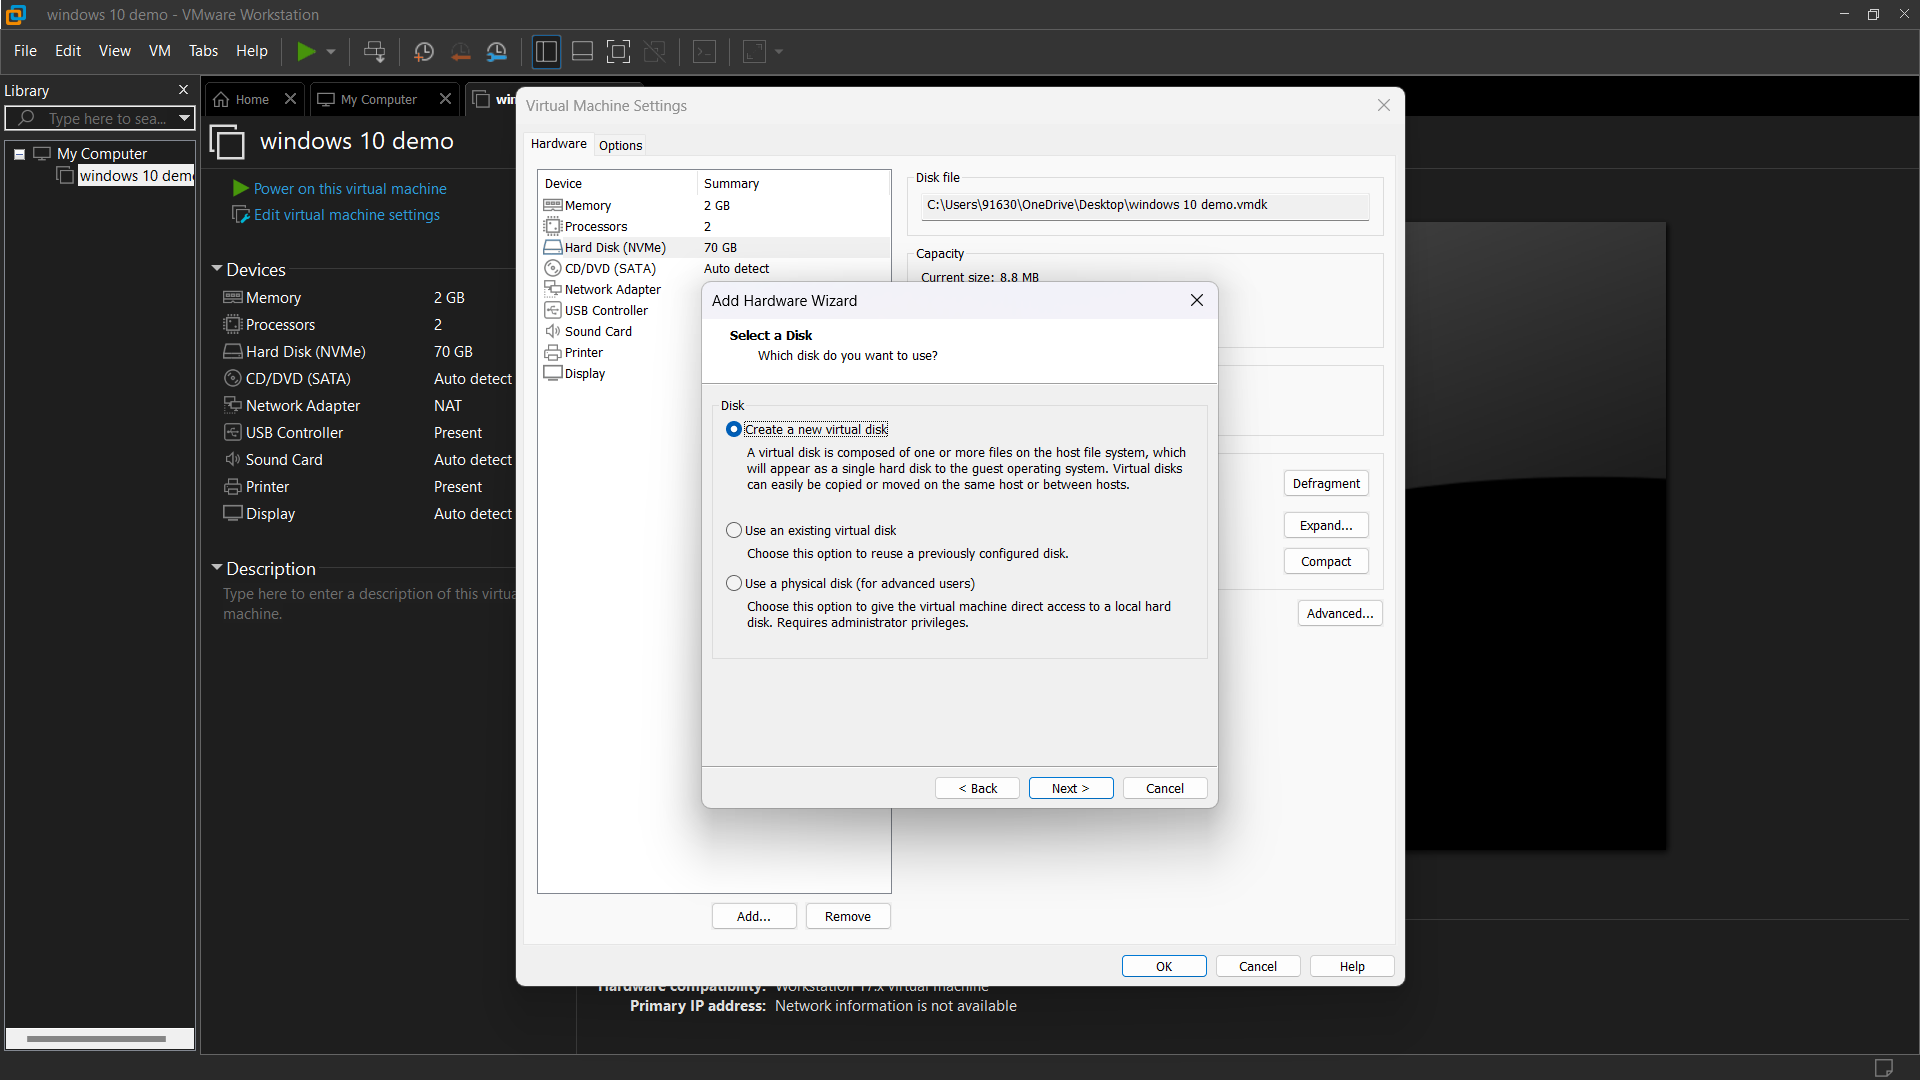 windows 10 demo - VMware Workstation
File Edit View VM Tabs Help
Library
Type here to sea...
My Computer
windows 10 dem
Home
My Computer
win
windows 10 demo
Power on this virtual machine
Edit virtual machine settings
Devices
Memory 2 GB
Processors 2
Hard Disk (NVMe) 70 GB
CD/DVD (SATA) Auto detect
Network Adapter NAT
USB Controller Present
Sound Card Auto detect
Printer Present
Display Auto detect
Description
Type here to enter a description of this virtua
machine.
Virtual Machine Settings
Hardware Options
Device Summary
Memory 2 GB
Processors 2
Hard Disk (NVMe) 70 GB
CD/DVD (SATA) Auto detect
Network Adapter
USB Controller
Sound Card
Printer
Display
Disk file
C:\Users\91630\OneDrive\Desktop\windows 10 demo.vmdk
Capacity
Current size: 8.8 MB
Defragment
Expand...
Compact
Advanced...
Add Hardware Wizard
Select a Disk
Which disk do you want to use?
Disk
Create a new virtual disk
A virtual disk is composed of one or more files on the host file system, which
will appear as a single hard disk to the guest operating system. Virtual disks
can easily be copied or moved on the same host or between hosts.
Use an existing virtual disk
Choose this option to reuse a previously configured disk.
Use a physical disk (for advanced users)
Choose this option to give the virtual machine direct access to a local hard
disk. Requires administrator privileges.
< Back Next > Cancel
Add... Remove
OK Cancel Help
Hardware compatibility: Workstation 17.x virtual machine
Primary IP address: Network information is not available